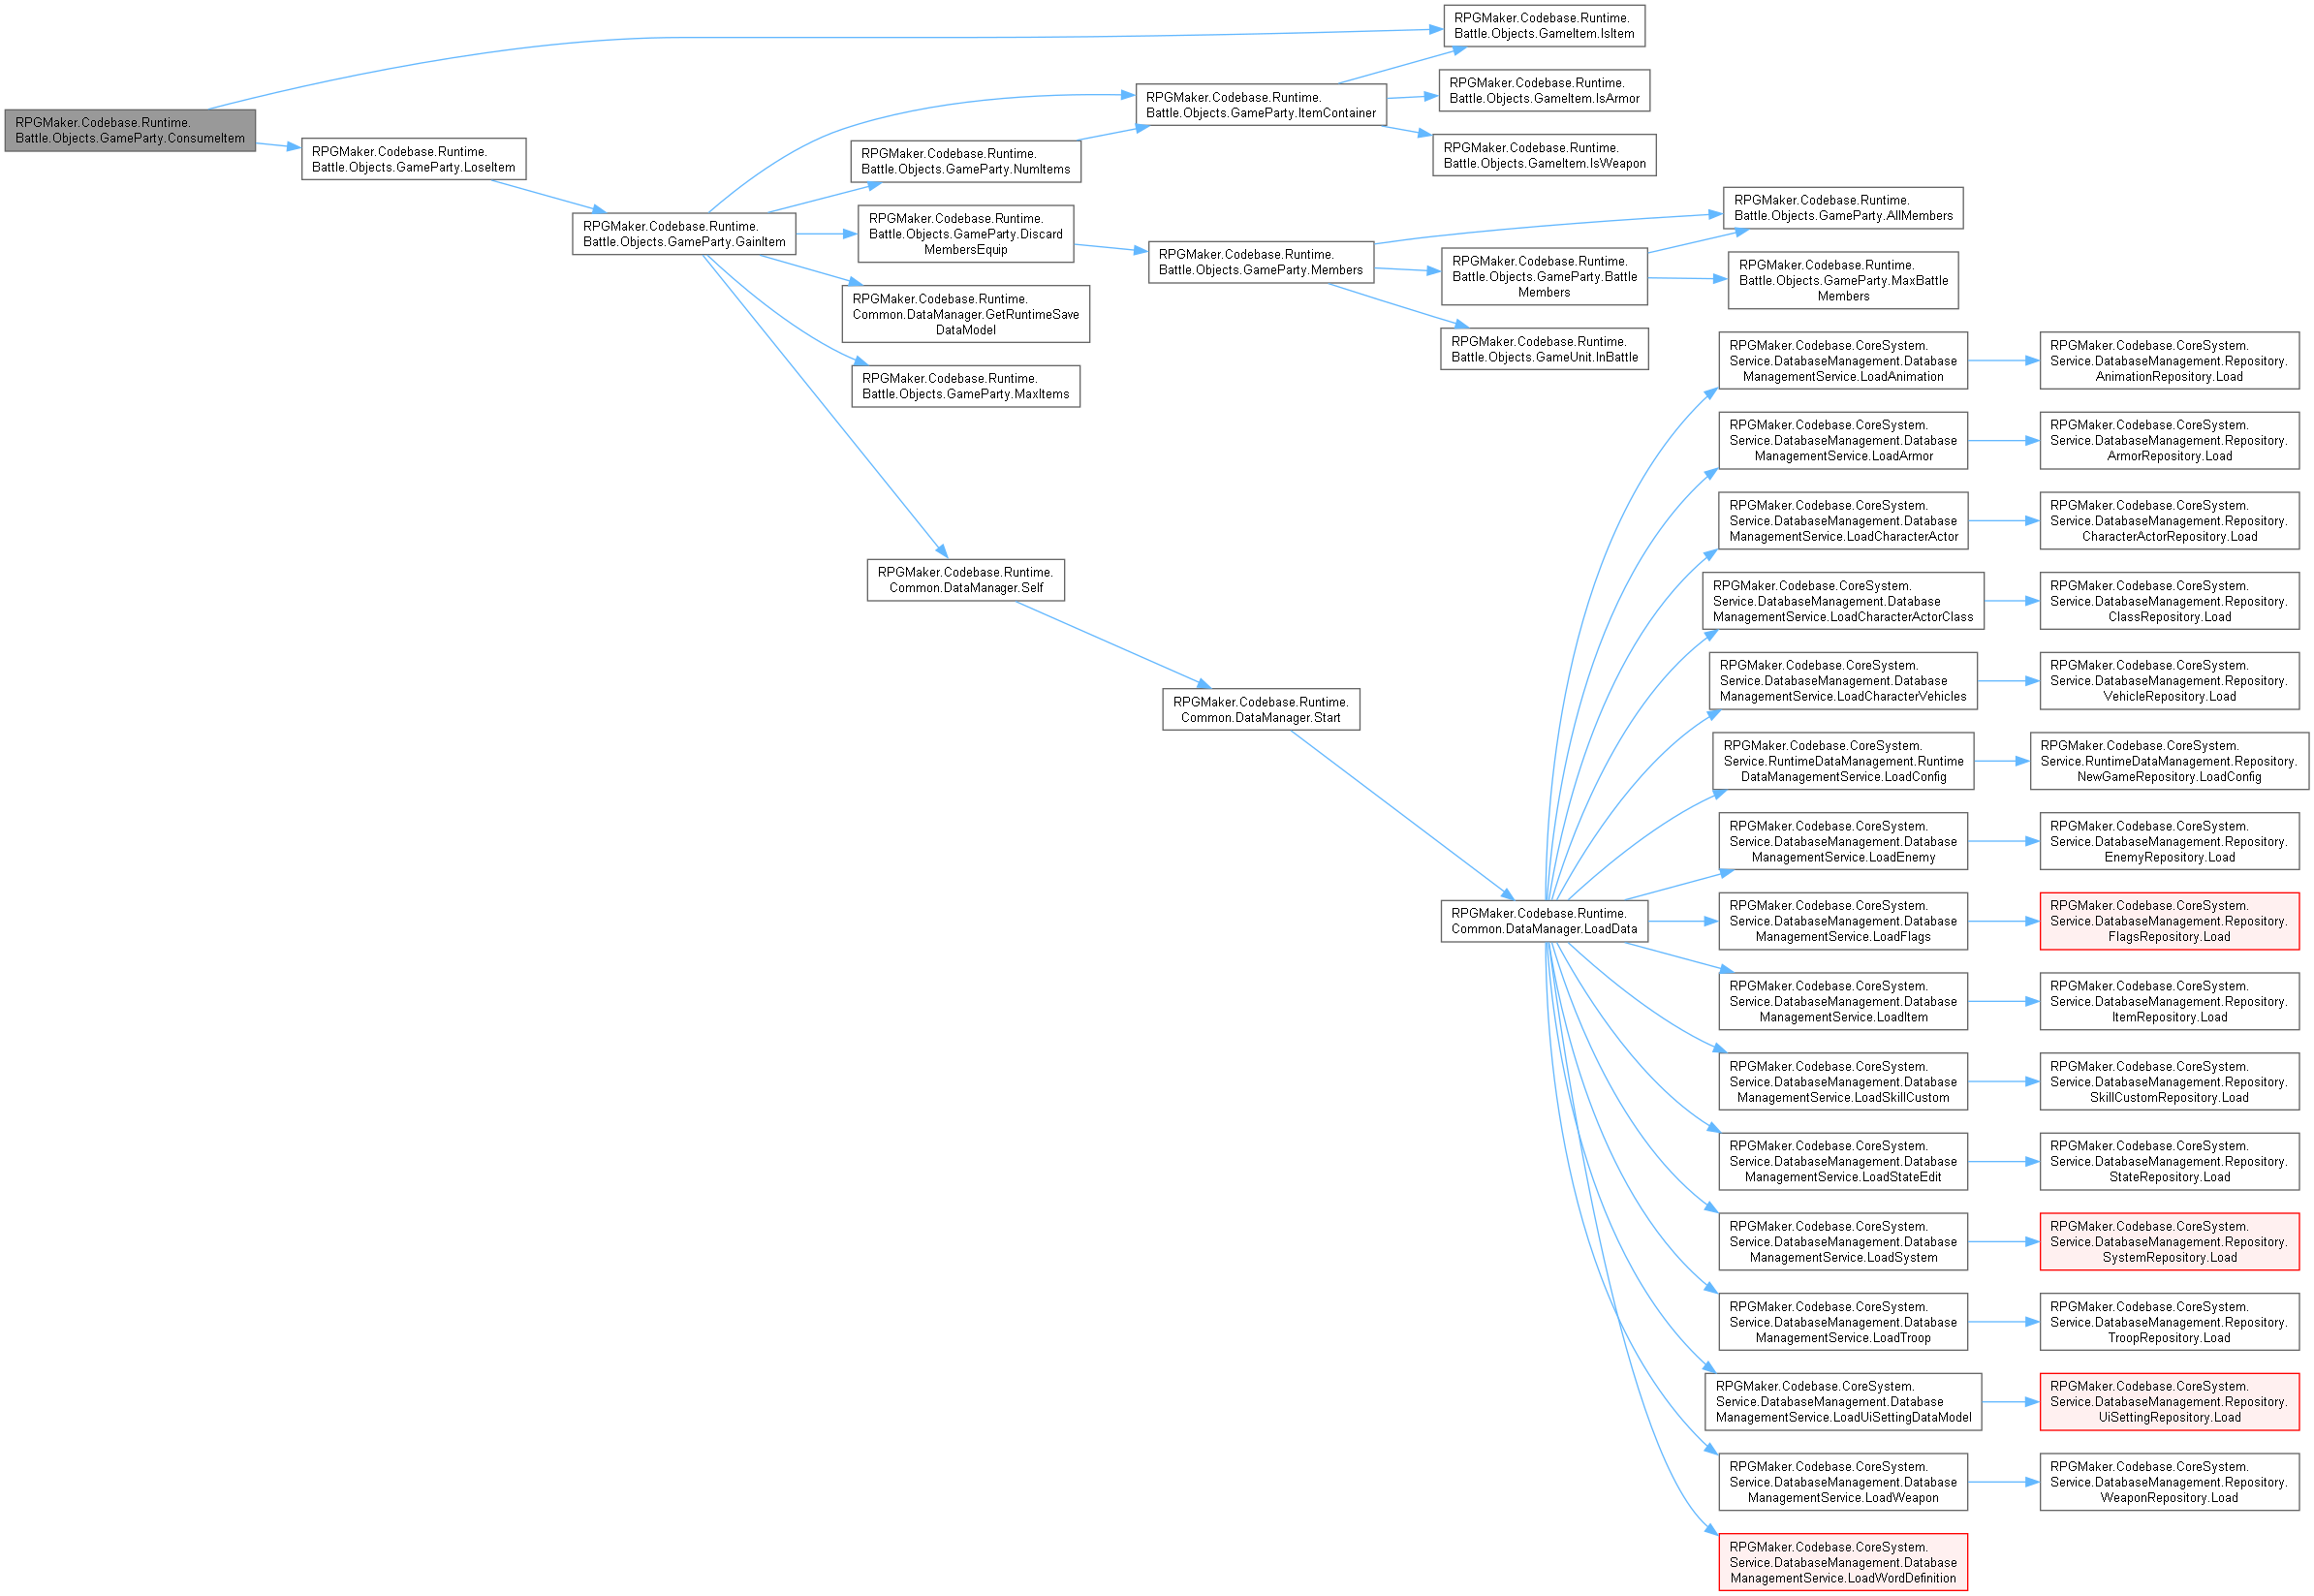 RPGMaker.Codebase.Runtime.
Battle.Objects.GameParty.ConsumeItem
RPGMaker.Codebase.Runtime.
Battle.Objects.GameParty.LoseItem
RPGMaker.Codebase.Runtime.
Battle.Objects.GameParty.GainItem
RPGMaker.Codebase.Runtime.
Battle.Objects.GameParty.NumItems
RPGMaker.Codebase.Runtime.
Battle.Objects.GameParty.Discard
MembersEquip
RPGMaker.Codebase.Runtime.
Common.DataManager.GetRuntimeSave
DataModel
RPGMaker.Codebase.Runtime.
Battle.Objects.GameParty.MaxItems
RPGMaker.Codebase.Runtime.
Common.DataManager.Self
RPGMaker.Codebase.Runtime.
Battle.Objects.GameParty.ItemContainer
RPGMaker.Codebase.Runtime.
Battle.Objects.GameParty.Members
RPGMaker.Codebase.Runtime.
Common.DataManager.Start
RPGMaker.Codebase.Runtime.
Battle.Objects.GameItem.IsItem
RPGMaker.Codebase.Runtime.
Battle.Objects.GameItem.IsArmor
RPGMaker.Codebase.Runtime.
Battle.Objects.GameItem.IsWeapon
RPGMaker.Codebase.Runtime.
Battle.Objects.GameParty.Battle
Members
RPGMaker.Codebase.Runtime.
Battle.Objects.GameUnit.InBattle
RPGMaker.Codebase.Runtime.
Common.DataManager.LoadData
RPGMaker.Codebase.Runtime.
Battle.Objects.GameParty.AllMembers
RPGMaker.Codebase.Runtime.
Battle.Objects.GameParty.MaxBattle
Members
RPGMaker.Codebase.CoreSystem.
Service.DatabaseManagement.Database
ManagementService.LoadAnimation
RPGMaker.Codebase.CoreSystem.
Service.DatabaseManagement.Repository.
AnimationRepository.Load
RPGMaker.Codebase.CoreSystem.
Service.DatabaseManagement.Database
ManagementService.LoadArmor
RPGMaker.Codebase.CoreSystem.
Service.DatabaseManagement.Repository.
ArmorRepository.Load
RPGMaker.Codebase.CoreSystem.
Service.DatabaseManagement.Database
ManagementService.LoadCharacterActor
RPGMaker.Codebase.CoreSystem.
Service.DatabaseManagement.Repository.
CharacterActorRepository.Load
RPGMaker.Codebase.CoreSystem.
Service.DatabaseManagement.Database
ManagementService.LoadCharacterActorClass
RPGMaker.Codebase.CoreSystem.
Service.DatabaseManagement.Repository.
ClassRepository.Load
RPGMaker.Codebase.CoreSystem.
Service.DatabaseManagement.Database
ManagementService.LoadCharacterVehicles
RPGMaker.Codebase.CoreSystem.
Service.DatabaseManagement.Repository.
VehicleRepository.Load
RPGMaker.Codebase.CoreSystem.
Service.RuntimeDataManagement.Runtime
DataManagementService.LoadConfig
RPGMaker.Codebase.CoreSystem.
Service.RuntimeDataManagement.Repository.
NewGameRepository.LoadConfig
RPGMaker.Codebase.CoreSystem.
Service.DatabaseManagement.Database
ManagementService.LoadEnemy
RPGMaker.Codebase.CoreSystem.
Service.DatabaseManagement.Repository.
EnemyRepository.Load
RPGMaker.Codebase.CoreSystem.
Service.DatabaseManagement.Database
ManagementService.LoadFlags
RPGMaker.Codebase.CoreSystem.
Service.DatabaseManagement.Repository.
FlagsRepository.Load
RPGMaker.Codebase.CoreSystem.
Service.DatabaseManagement.Database
ManagementService.LoadItem
RPGMaker.Codebase.CoreSystem.
Service.DatabaseManagement.Repository.
ItemRepository.Load
RPGMaker.Codebase.CoreSystem.
Service.DatabaseManagement.Database
ManagementService.LoadSkillCustom
RPGMaker.Codebase.CoreSystem.
Service.DatabaseManagement.Repository.
SkillCustomRepository.Load
RPGMaker.Codebase.CoreSystem.
Service.DatabaseManagement.Database
ManagementService.LoadStateEdit
RPGMaker.Codebase.CoreSystem.
Service.DatabaseManagement.Repository.
StateRepository.Load
RPGMaker.Codebase.CoreSystem.
Service.DatabaseManagement.Database
ManagementService.LoadSystem
RPGMaker.Codebase.CoreSystem.
Service.DatabaseManagement.Repository.
SystemRepository.Load
RPGMaker.Codebase.CoreSystem.
Service.DatabaseManagement.Database
ManagementService.LoadTroop
RPGMaker.Codebase.CoreSystem.
Service.DatabaseManagement.Repository.
TroopRepository.Load
RPGMaker.Codebase.CoreSystem.
Service.DatabaseManagement.Database
ManagementService.LoadUiSettingDataModel
RPGMaker.Codebase.CoreSystem.
Service.DatabaseManagement.Repository.
UiSettingRepository.Load
RPGMaker.Codebase.CoreSystem.
Service.DatabaseManagement.Database
ManagementService.LoadWeapon
RPGMaker.Codebase.CoreSystem.
Service.DatabaseManagement.Repository.
WeaponRepository.Load
RPGMaker.Codebase.CoreSystem.
Service.DatabaseManagement.Database
ManagementService.LoadWordDefinition